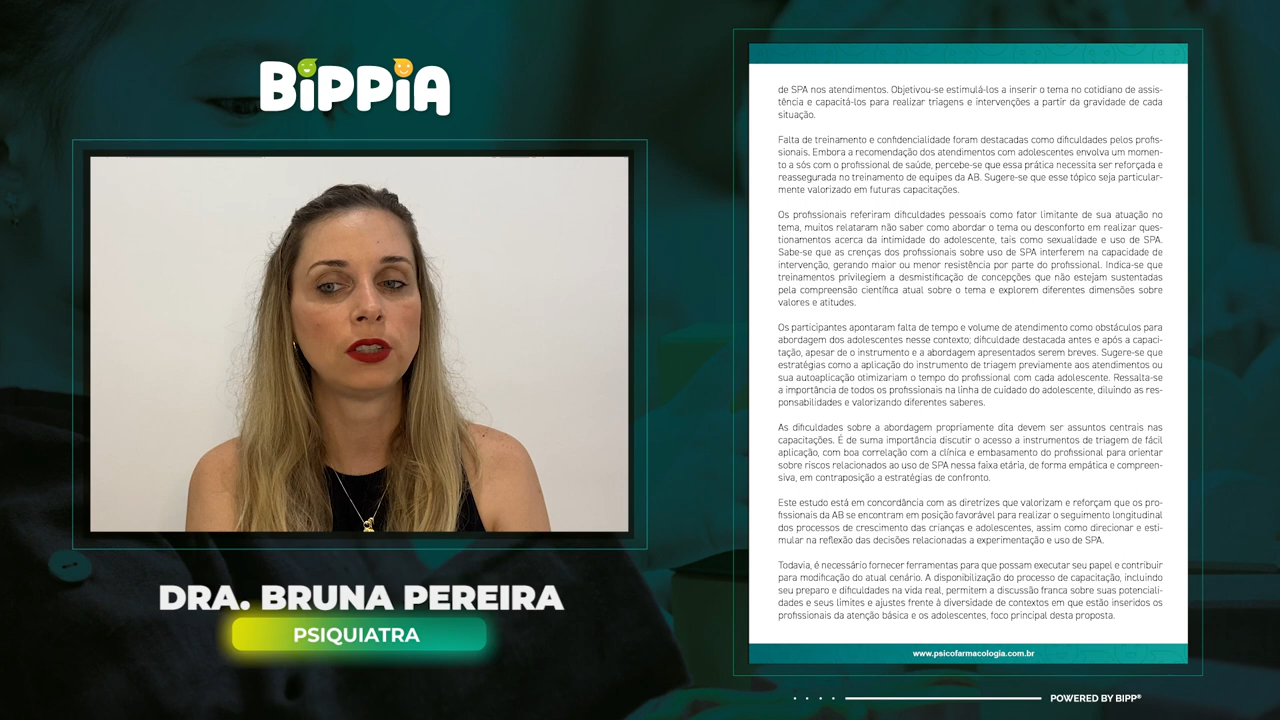 BiPPiA
DRA. BRUNA PEREIRA
PSIQUIATRA
de SPA nos atendimentos. Objetivou-se estimulá-los a inserir o tema no cotidiano de assis-
tência e capacitá-los para realizar triagens e intervenções a partir da gravidade de cada
situação.
Falta de treinamento e confidencialidade foram destacadas como dificuldades pelos profis-
sionais. Embora a recomendação dos atendimentos com adolescentes envolva um momen-
to a sós com o profissional de saúde, percebe-se que essa prática necessita ser reforçada e
reassegurada no treinamento de equipes da AB. Sugere-se que esse tópico seja particular-
mente valorizado em futuras capacitações.
Os profissionais referiram dificuldades pessoais como fator limitante de sua atuação no
tema, muitos relataram não saber como abordar o tema ou desconforto em realizar ques-
tionamentos acerca da intimidade do adolescente, tais como sexualidade e uso de SPA.
Sabe-se que as crenças dos profissionais sobre uso de SPA interferem na capacidade de
intervenção, gerando maior ou menor resistência por parte do profissional. Indica-se que
treinamentos privilegiem a desmistificação de concepções que não estejam sustentadas
pela compreensão científica atual sobre o tema e explorem diferentes dimensões sobre
valores e atitudes.
Os participantes apontaram falta de tempo e volume de atendimento como obstáculos para
abordagem dos adolescentes nesse contexto; dificuldade destacada antes e após a capaci-
tação, apesar de o instrumento e a abordagem apresentados serem breves. Sugere-se que
estratégias como a aplicação do instrumento de triagem previamente aos atendimentos ou
sua autoaplicação otimizariam o tempo do profissional com cada adolescente. Ressalta-se
a importância de todos os profissionais na linha de cuidado do adolescente, diluindo as res-
ponsabilidades e valorizando diferentes saberes.
As dificuldades sobre a abordagem propriamente dita devem ser assuntos centrais nas
capacitações. É de suma importância discutir o acesso a instrumentos de triagem de fácil
aplicação, com boa correlação com a clínica e embasamento do profissional para orientar
sobre riscos relacionados ao uso de SPA nessa faixa etária, de forma empática e compreen-
siva, em contraposição a estratégias de confronto.
Este estudo está em concordância com as diretrizes que valorizam e reforçam que os pro-
fissionais da AB se encontram em posição favorável para realizar o seguimento longitudinal
dos processos de crescimento das crianças e adolescentes, assim como direcionar e esti-
mular na reflexão das decisões relacionadas a experimentação e uso de SPA.
Todavia, é necessário fornecer ferramentas para que possam executar seu papel e contribuir
para modificação do atual cenário. A disponibilização do processo de capacitação, incluindo
seu preparo e dificuldades na vida real, permitem a discussão franca sobre suas potenciali-
dades e seus limites e ajustes frente à diversidade de contextos em que estão inseridos os
profissionais da atenção básica e os adolescentes, foco principal desta proposta.
www.psicofarmacologia.com.br
POWERED BY BIPP®